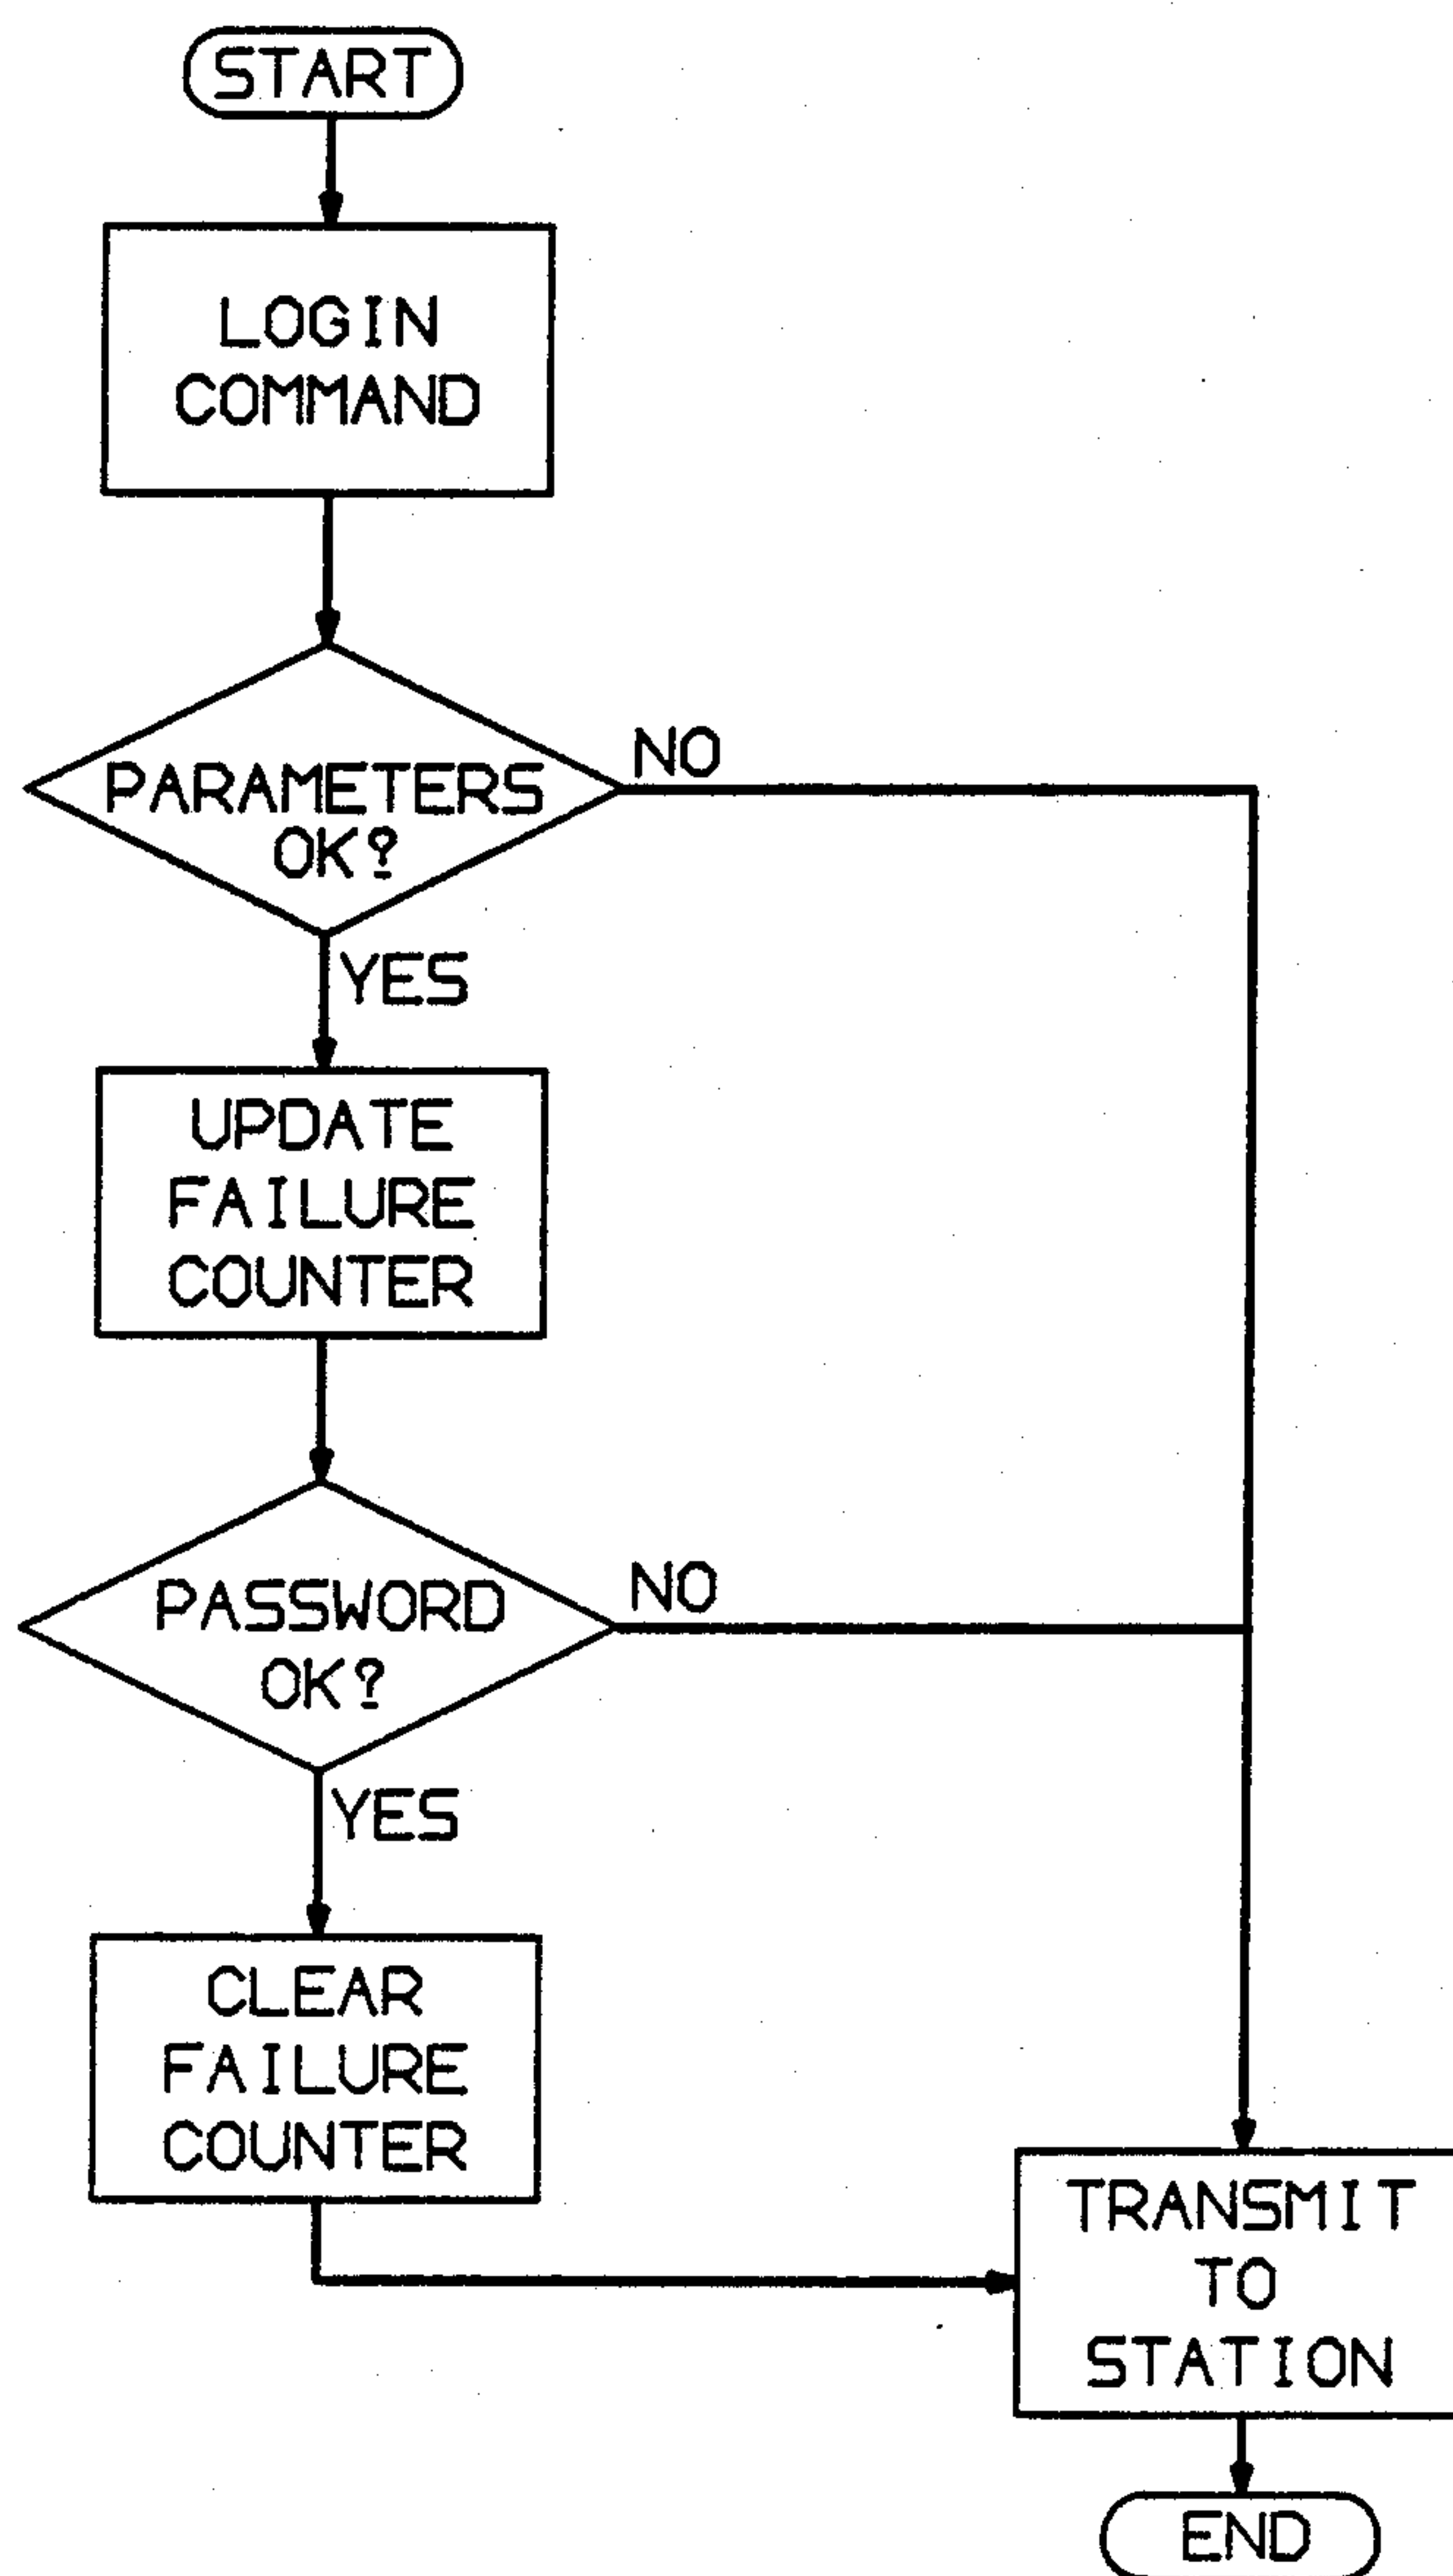 START
LOGIN
COMMAND
PARAMETERS
OK?
NO
YES
UPDATE
FAILURE
COUNTER
PASSWORD
OK?
NO
YES
CLEAR
FAILURE
COUNTER
TRANSMIT
TO
STATION
END